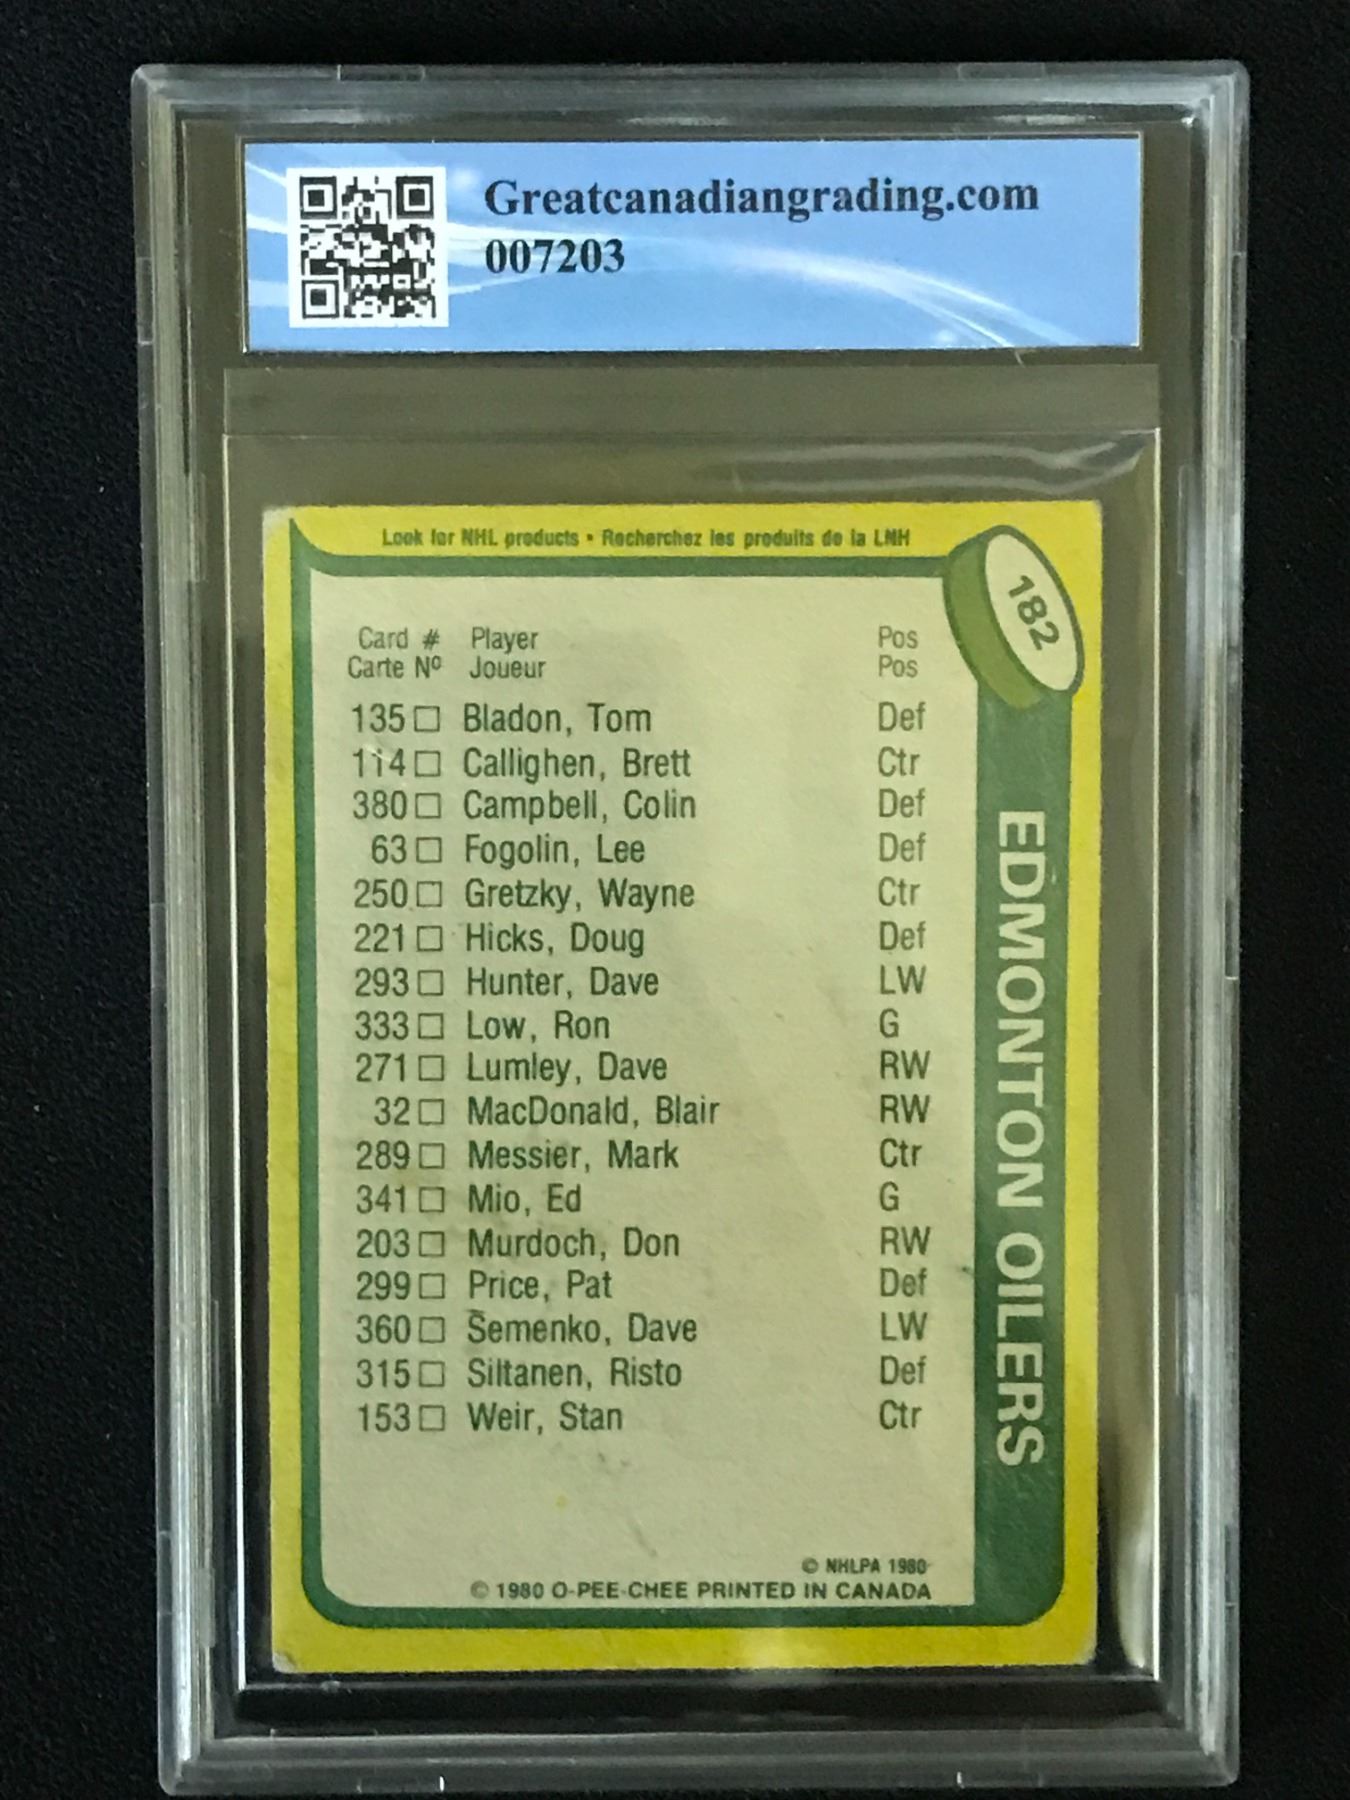 Greatcanadiangrading.com
007203
Look for NHL products • Recherchez les produits de la LNH
182
Card # Player Pos
Carte Nº Joueur Pos
135 □ Bladon, Tom Def
114 □ Callighen, Brett Ctr
380 □ Campbell, Colin Def
63 □ Fogolin, Lee Def
250 □ Gretzky, Wayne Ctr
221 □ Hicks, Doug Def
293 □ Hunter, Dave LW
333 □ Low, Ron G
271 □ Lumley, Dave RW
32 □ MacDonald, Blair RW
289 □ Messier, Mark Ctr
341 □ Mio, Ed G
203 □ Murdoch, Don RW
299 □ Price, Pat Def
360 □ Semenko, Dave LW
315 □ Siltanen, Risto Def
153 □ Weir, Stan Ctr
EDMONTON OILERS
© NHLPA 1980
© 1980 O-PEE-CHEE PRINTED IN CANADA